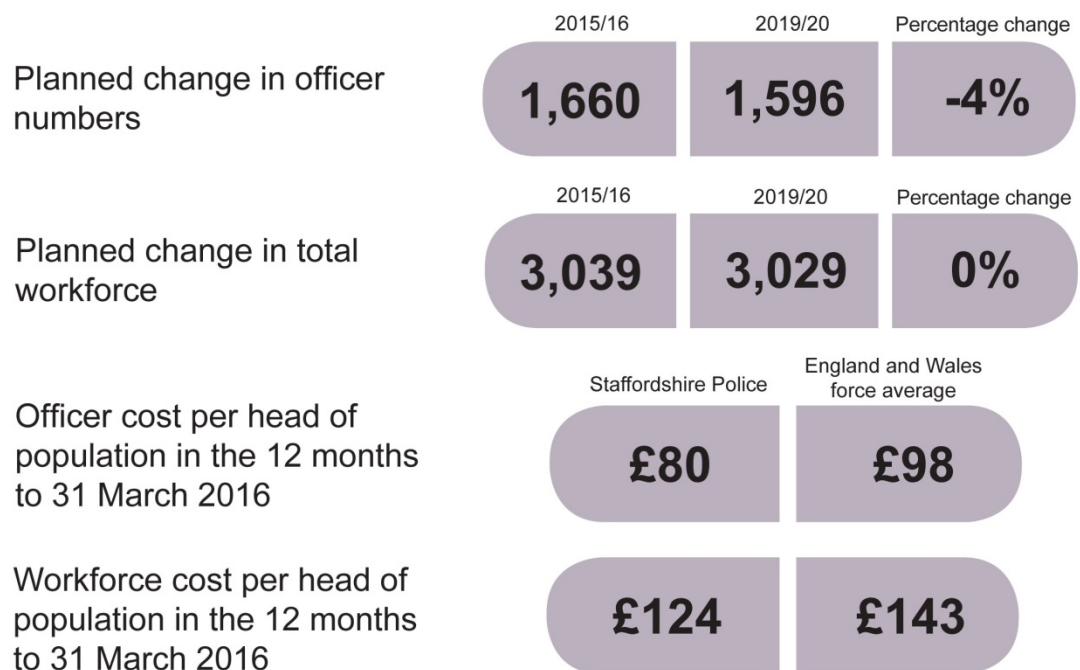 2015/16 2019/20 Percentage change
Planned change in officer
numbers
1,660 1,596 -4%
2015/16 2019/20 Percentage change
Planned change in total
workforce
3,039 3,029 0%
Staffordshire Police England and Wales
force average
Officer cost per head of
population in the 12 months
to 31 March 2016
£80 £98
Workforce cost per head of
population in the 12 months
to 31 March 2016
£124 £143